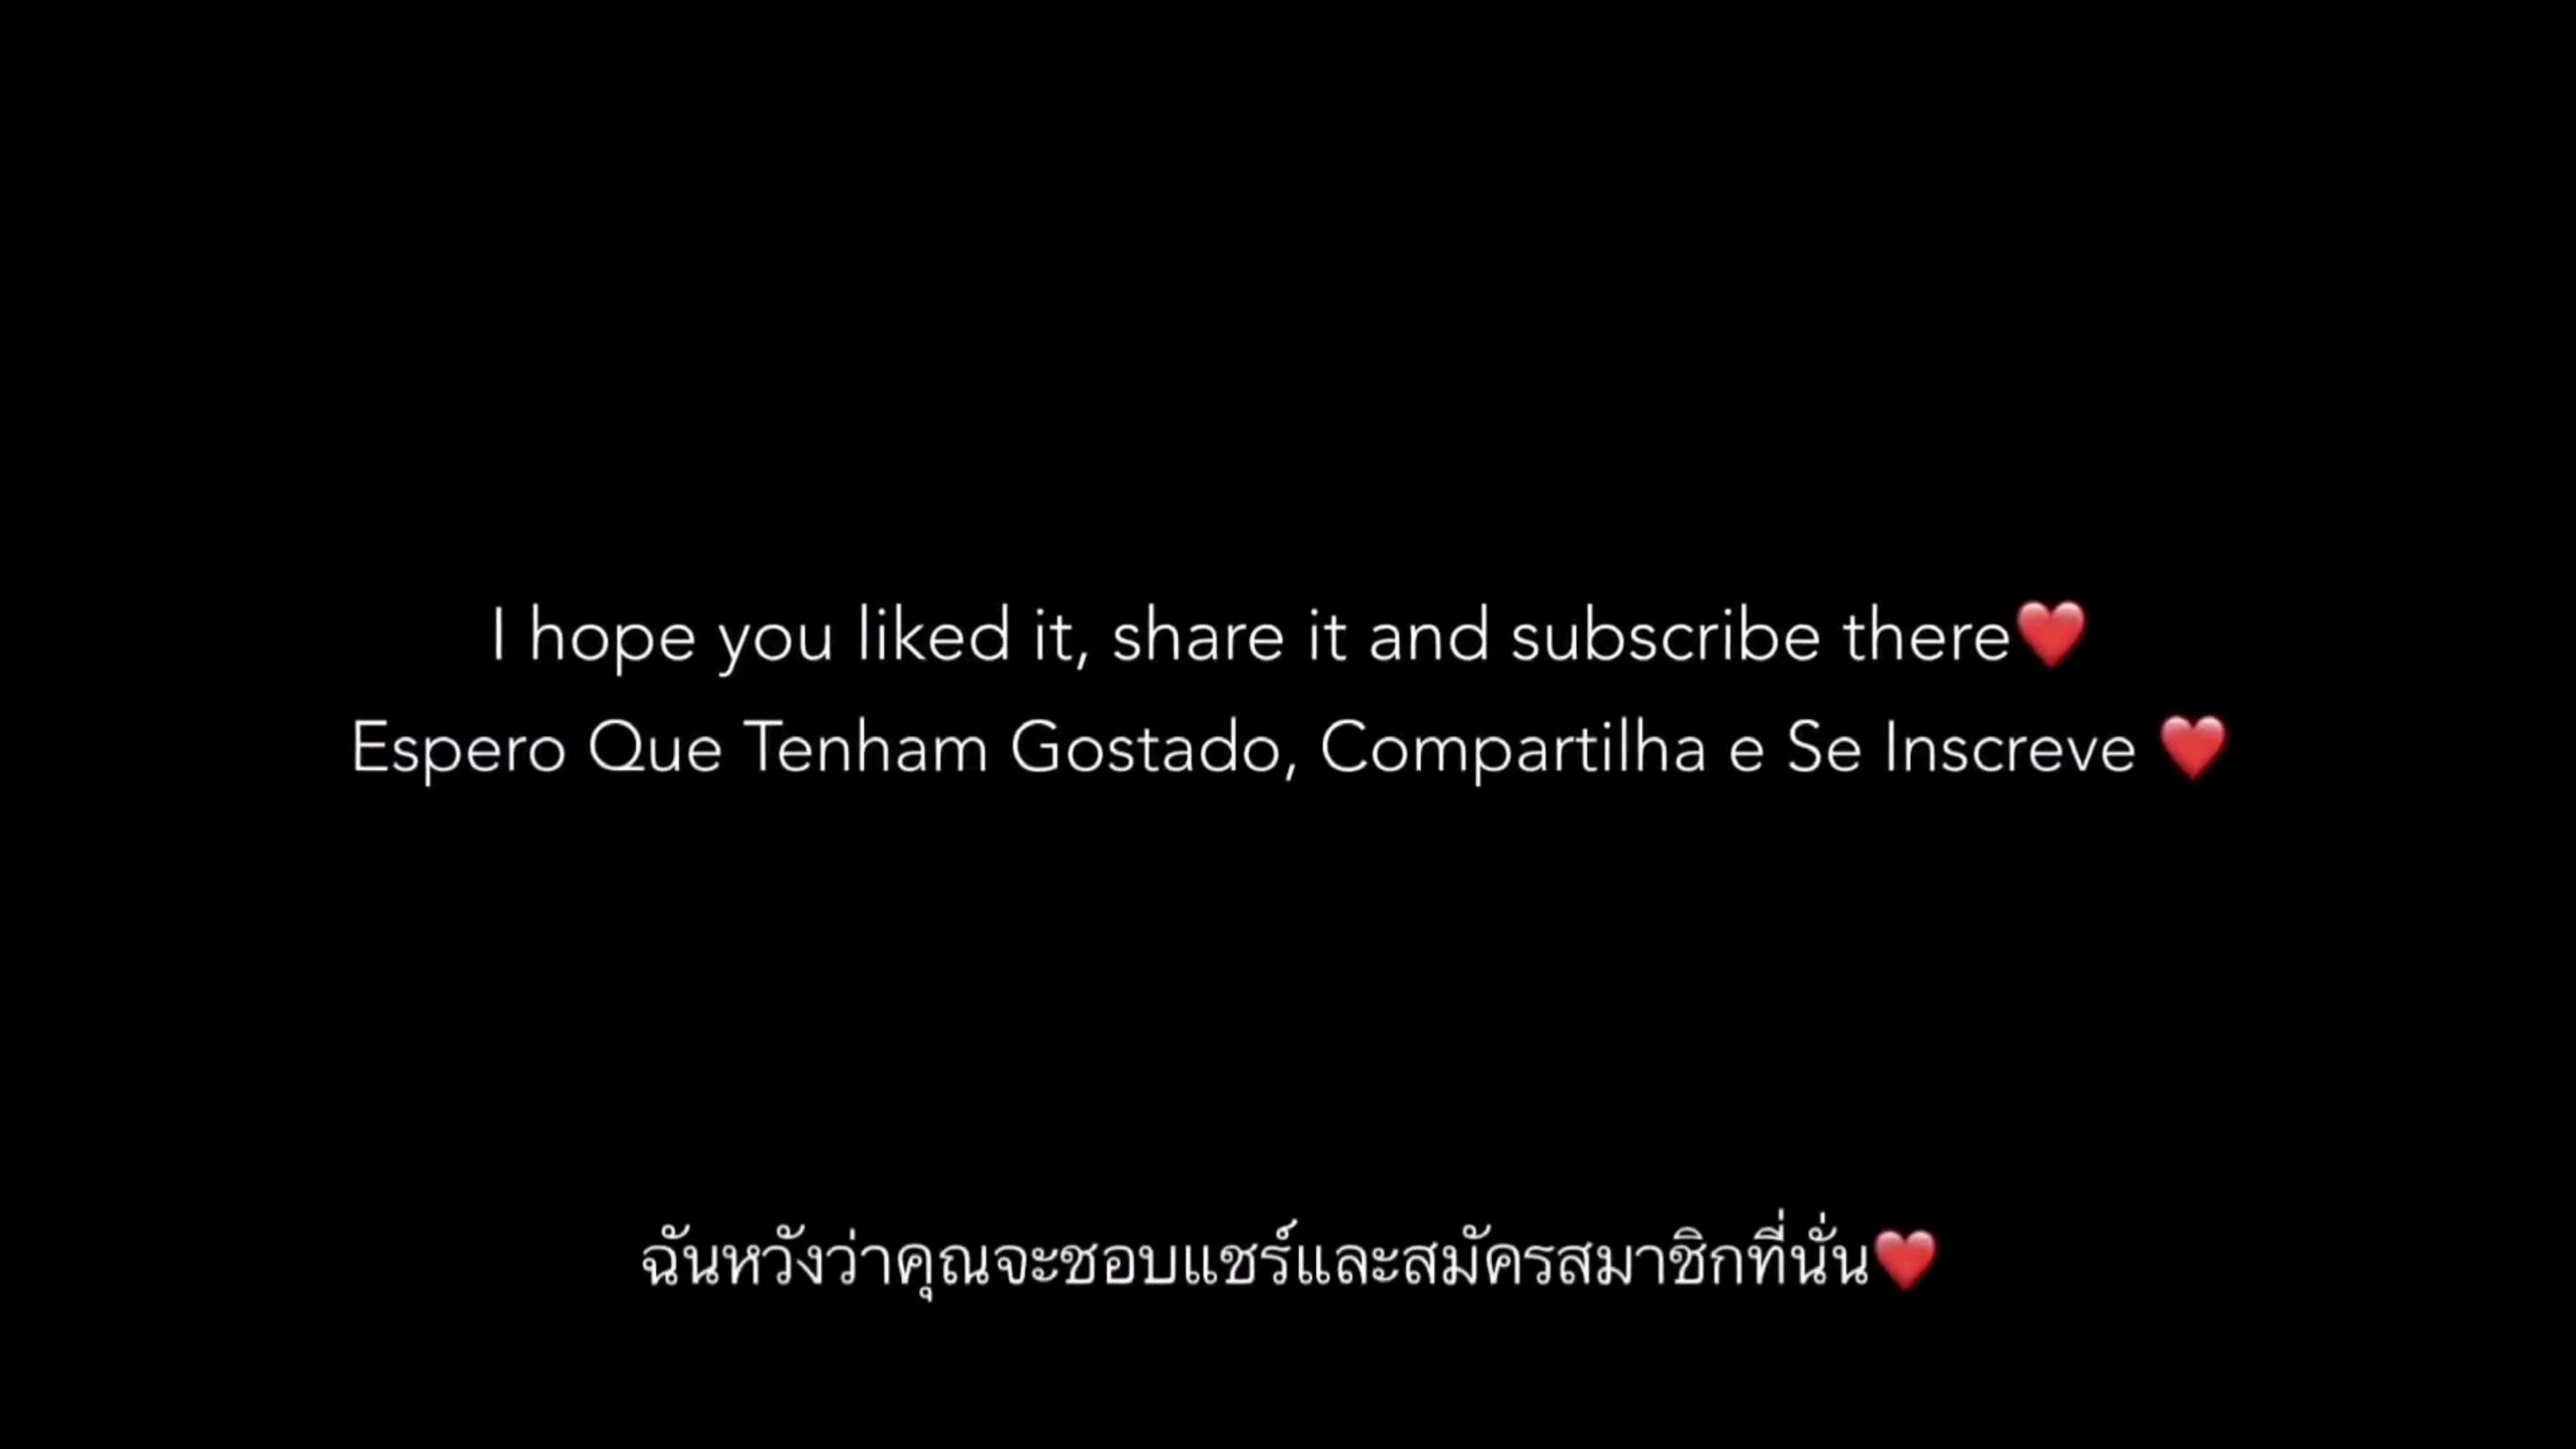 I hope you liked it, share it and subscribe there❤️
Espero Que Tenham Gostado, Compartilha e Se Inscreve ❤️
ฉันหวังว่าคุณจะชอบแชร์และสมัครสมาชิกที่นั่น❤️